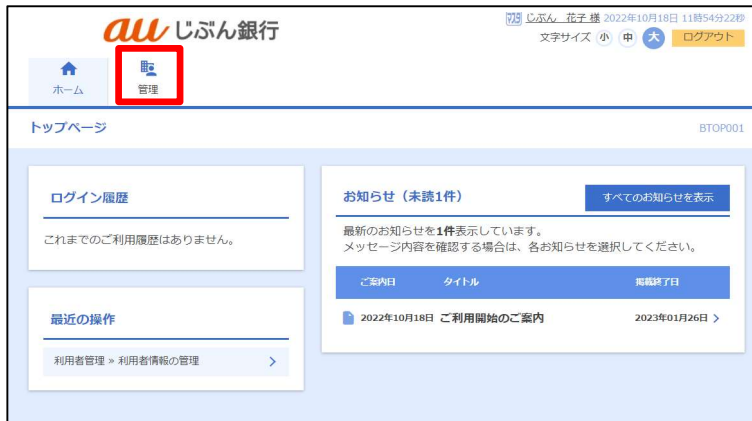 au じぶん銀行
じぶん 花子 様 2022年10月18日 11時54分22秒
文字サイズ 小 中 大 ログアウト
ホーム 管理
トップページ BTOP001
ログイン履歴
これまでのご利用履歴はありません。
最近の操作
利用者管理 » 利用者情報の管理
お知らせ（未読1件） すべてのお知らせを表示
最新のお知らせを1件表示しています。
メッセージ内容を確認する場合は、各お知らせを選択してください。
ご案内日 タイトル 掲載終了日
2022年10月18日 ご利用開始のご案内 2023年01月26日